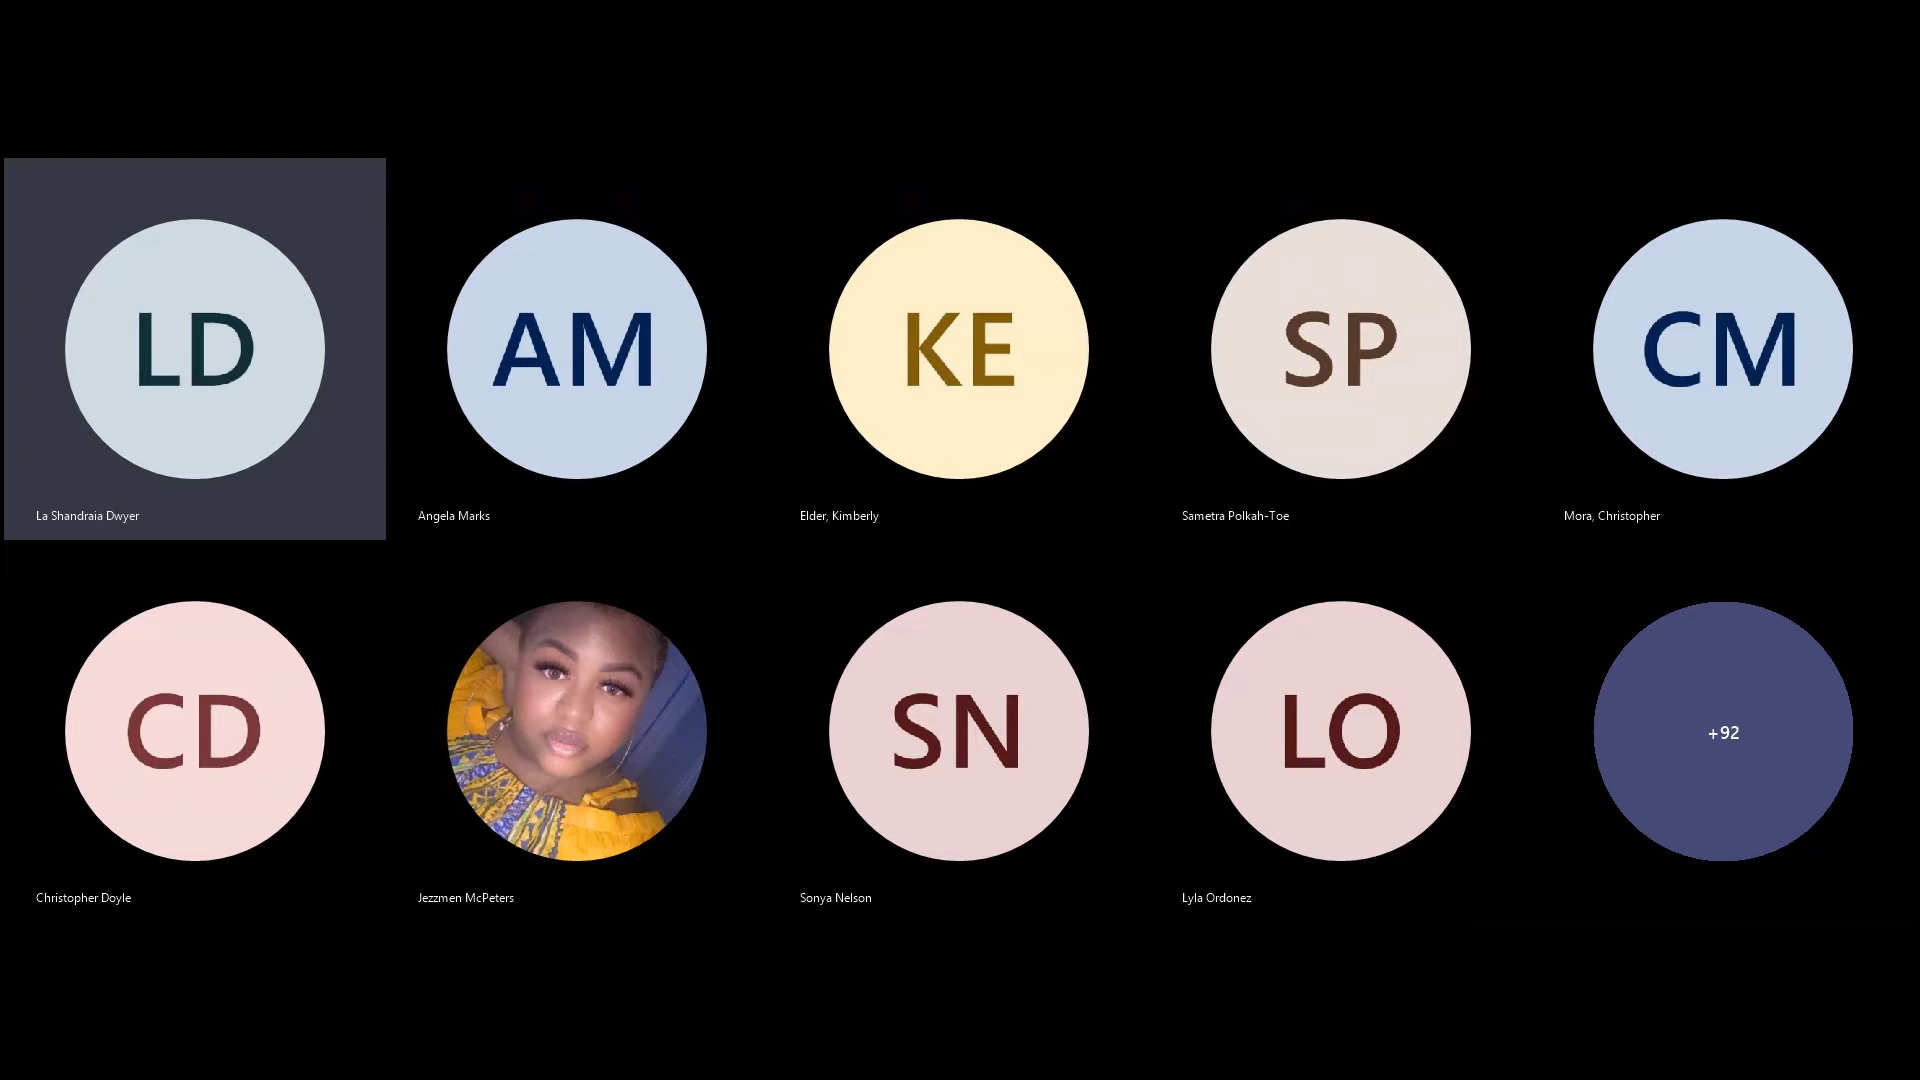 LD
AM
KE
SP
CM
La Shandraia Dwyer
Angela Marks
Elder, Kimberly
Sametra Polkah-Toe
Mora, Christopher
CD
SN
LO
+92
Christopher Doyle
Jezzmen McPeters
Sonya Nelson
Lyla Ordonez